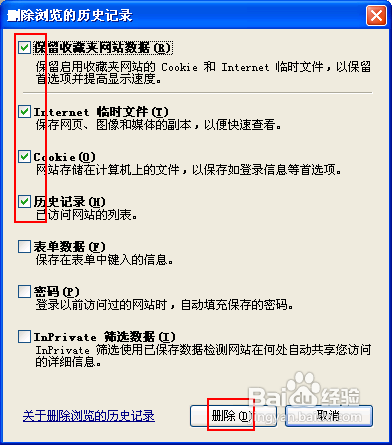 删除浏览的历史记录
保留收藏夹网站数据(R)
保留启用收藏夹网站的 Cookie 和 Internet 临时文件，以保留
首选项并提高显示速度。
Internet 临时文件(T)
保存网页、图像和媒体的副本，以便快速查看。
Cookie(O)
网站存储在计算机上的文件，以保存如登录信息等首选项。
历史记录(H)
已访问网站的列表。
表单数据(F)
保存在表单中键入的信息。
密码(P)
登录以前访问过的网站时，自动填充保存的密码。
InPrivate 筛选数据(I)
InPrivate 筛选使用已保存数据检测网站在何处自动共享您访问
的详细信息。
关于删除浏览的历史记录
删除(D)
取消
Baidu 经验